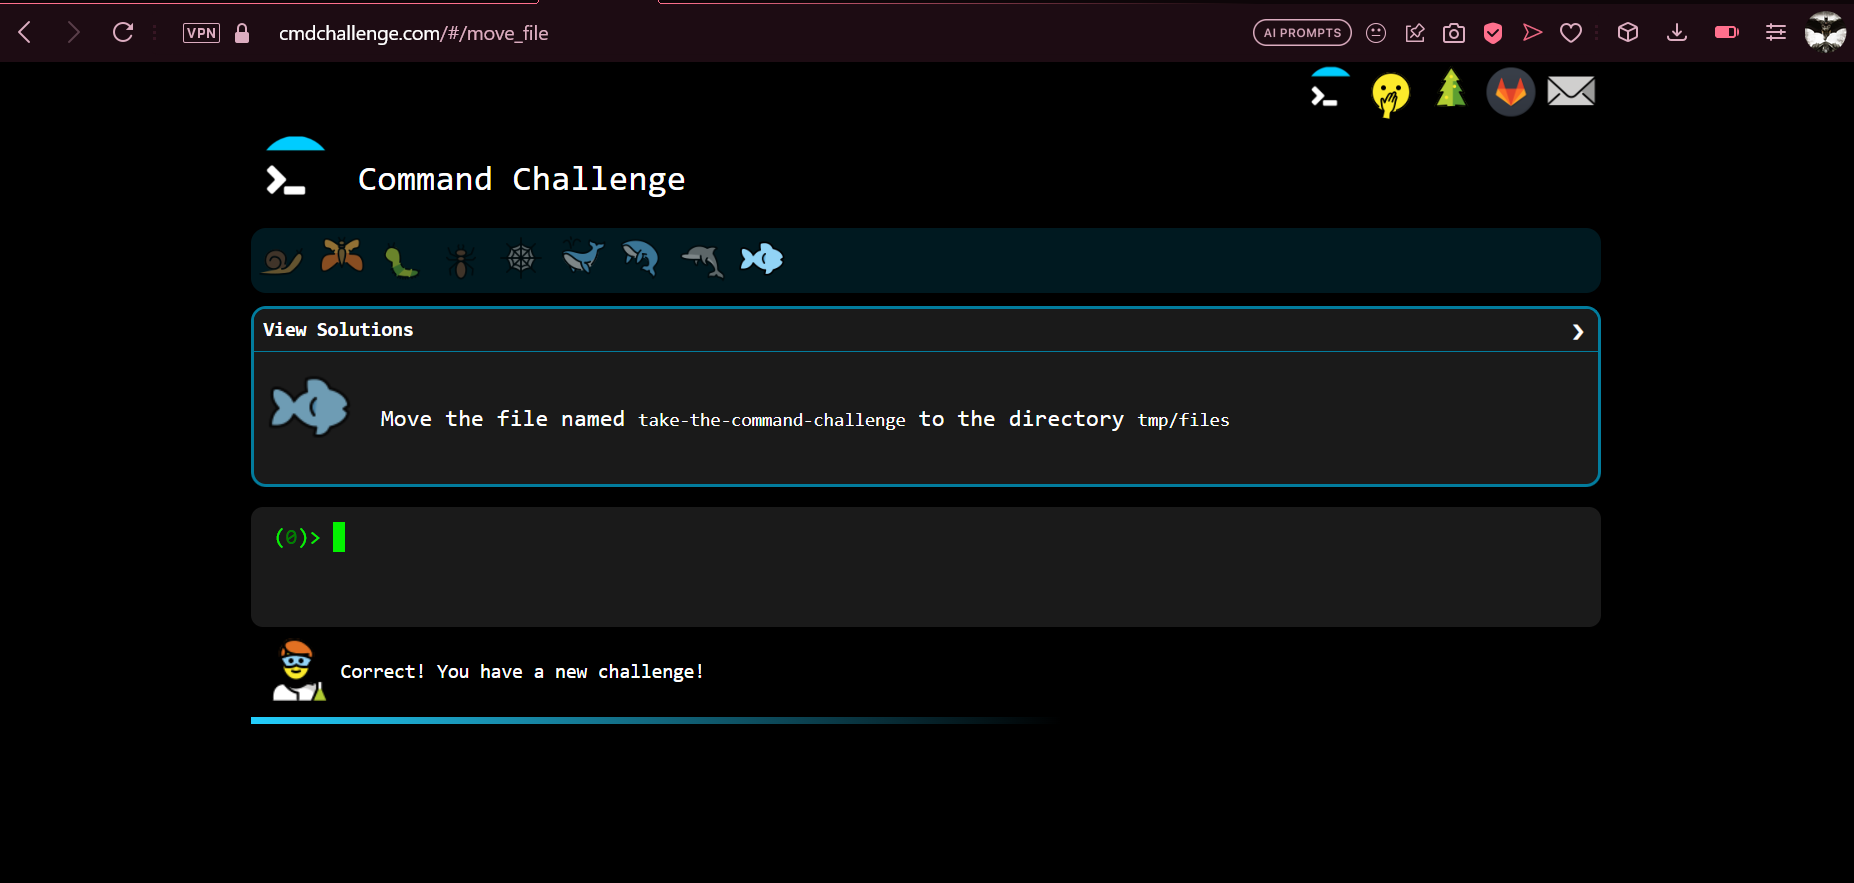 VPN
cmdchallenge.com/#/move_file
AI PROMPTS
Command Challenge
View Solutions
Move the file named take-the-command-challenge to the directory tmp/files
(0)>
Correct! You have a new challenge!